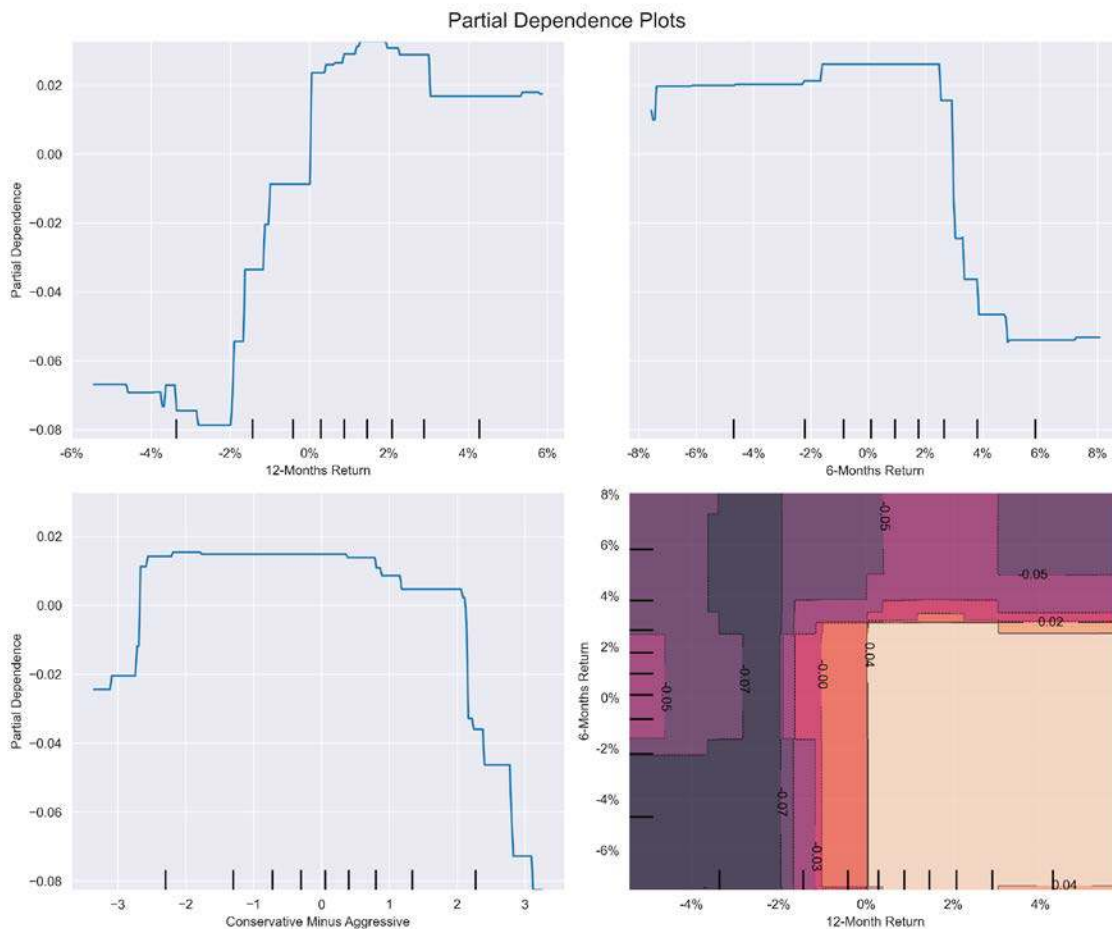 Partial Dependence Plots
Partial Dependence
0.02
0.00
−0.02
−0.04
−0.06
−0.08
−6% −4% −2% 0% 2% 4% 6%
12-Months Return
−8% −6% −4% −2% 0% 2% 4% 6% 8%
6-Months Return
Partial Dependence
0.02
0.00
−0.02
−0.04
−0.06
−0.08
−3 −2 −1 0 1 2 3
Conservative Minus Aggressive
6-Months Return
8%
6%
4%
2%
0%
-2%
-4%
-6%
-0.05
-0.05
0.02
0.04
-0.00
-0.07
-0.05
-0.07
-0.03
0.04
-4% -2% 0% 2% 4%
12-Month Return